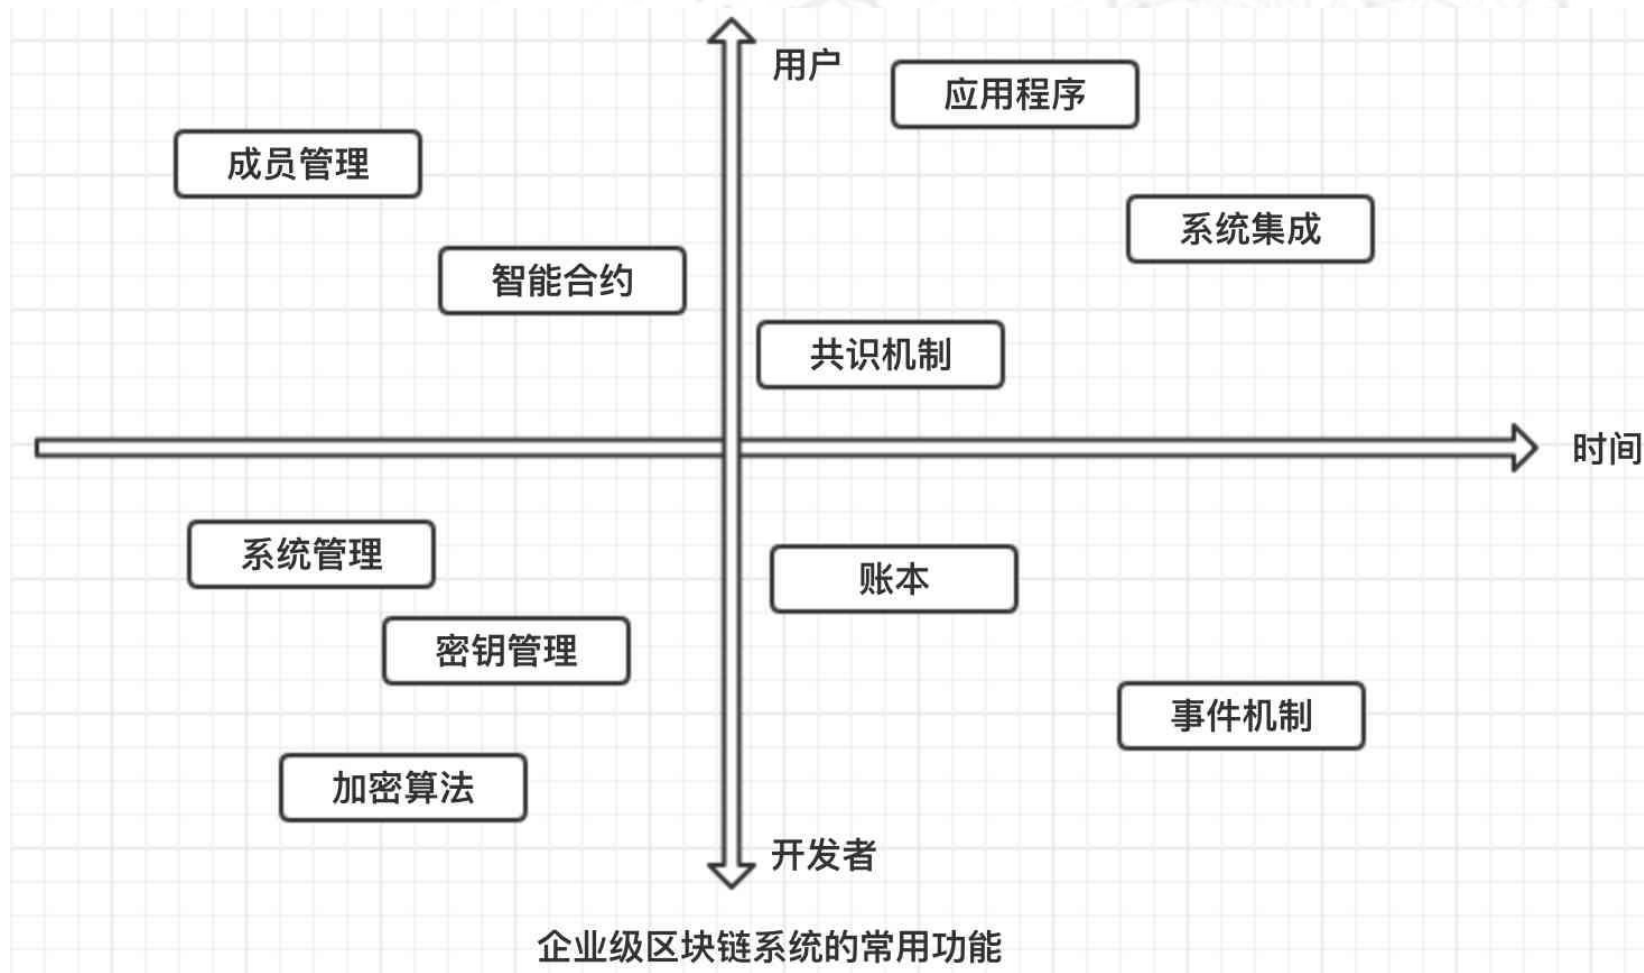 用户
应用程序
成员管理
系统集成
智能合约
共识机制
时间
系统管理
账本
密钥管理
事件机制
加密算法
开发者
企业级区块链系统的常用功能